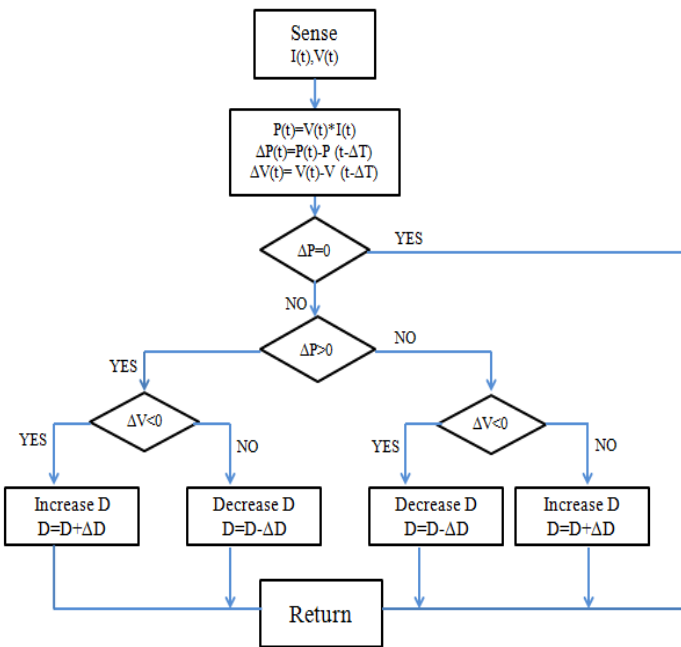 Sense
I(t),V(t)
P(t)=V(t)*I(t)
ΔP(t)=P(t)-P (t-ΔT)
ΔV(t)= V(t)-V (t-ΔT)
ΔP=0
YES
NO
ΔP>0
YES
NO
ΔV<0
YES
NO
ΔV<0
YES
NO
Increase D
D=D+ΔD
Decrease D
D=D-ΔD
Decrease D
D=D-ΔD
Increase D
D=D+ΔD
Return